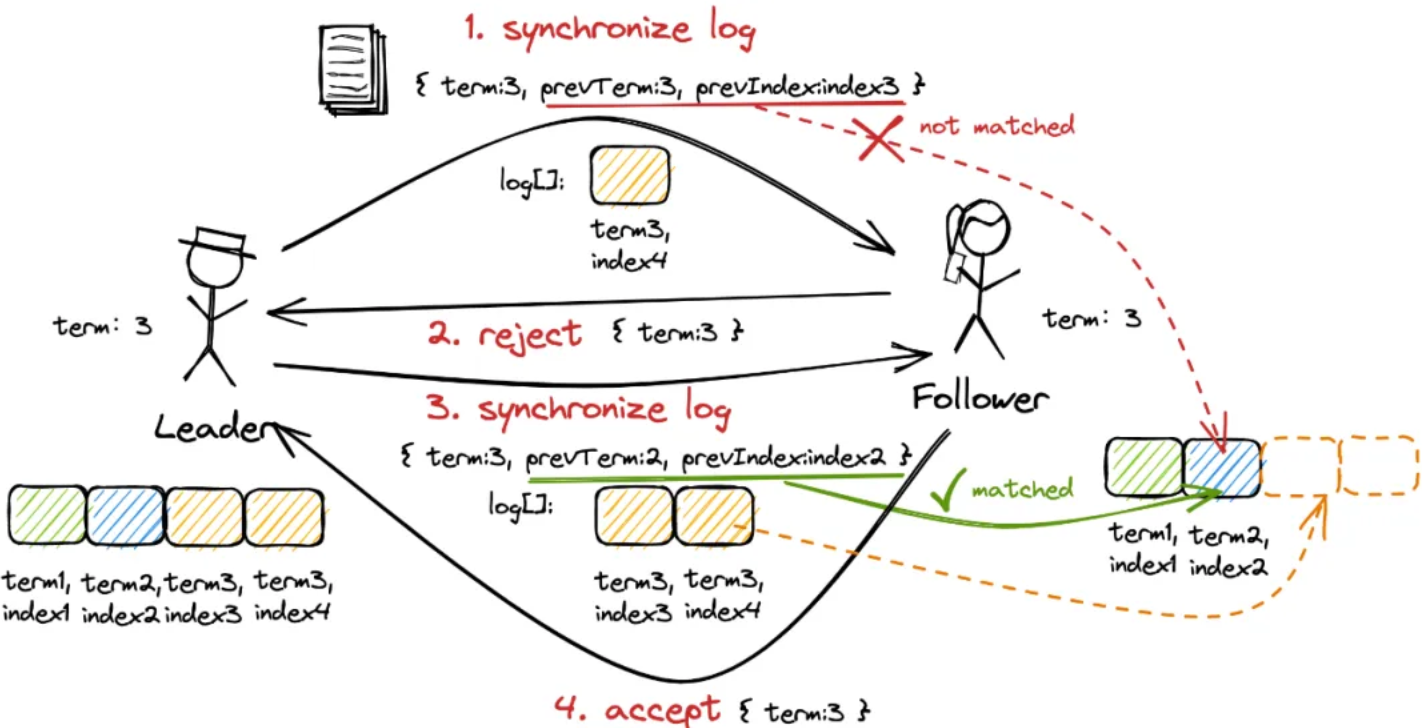 1. synchronize log
{ term:3, prevTerm:3, prevIndex:index3 }
not matched
log[]:
term3,
index4
term: 3
2. reject { term:3 }
term: 3
Leader
Follower
3. synchronize log
{ term:3, prevTerm:2, prevIndex:index2 }
log[]:
matched
term1, term2, term3, term3,
index1 index2 index3 index4
term3, term3,
index3 index4
term1, term2,
index1 index2
4. accept { term:3 }